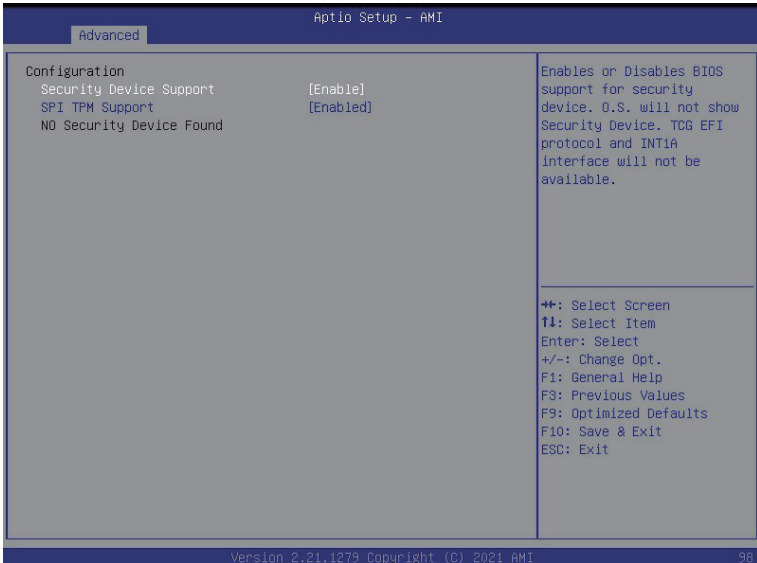 Aptio Setup – AMI
Advanced
Configuration
Security Device Support [Enable]
SPI TPM Support [Enabled]
NO Security Device Found
Enables or Disables BIOS
support for security
device. O.S. will not show
Security Device. TCG EFI
protocol and INT1A
interface will not be
available.
→←: Select Screen
↑↓: Select Item
Enter: Select
+/-: Change Opt.
F1: General Help
F3: Previous Values
F9: Optimized Defaults
F10: Save & Exit
ESC: Exit
Version 2.21.1279 Copyright (C) 2021 AMI
98